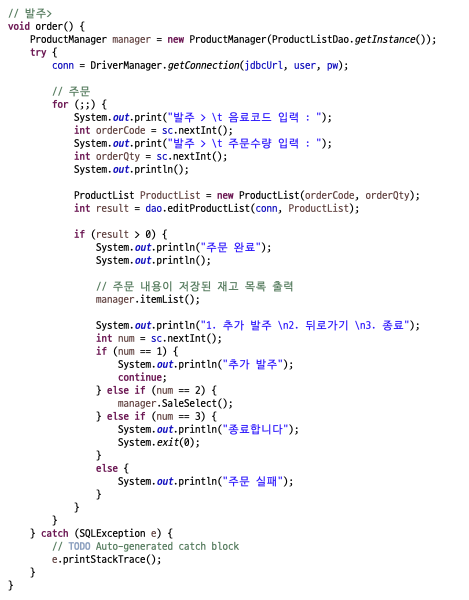 // 발주>
void order() {
    ProductManager manager = new ProductManager(ProductListDao.getInstance());
    try {
        conn = DriverManager.getConnection(jdbcUrl, user, pw);

        // 주문
        for (;;) {
            System.out.print("발주 > \t 음료코드 입력 : ");
            int orderCode = sc.nextInt();
            System.out.print("발주 > \t 주문수량 입력 : ");
            int orderQty = sc.nextInt();
            System.out.println();

            ProductList ProductList = new ProductList(orderCode, orderQty);
            int result = dao.editProductList(conn, ProductList);

            if (result > 0) {
                System.out.println("주문 완료");
                System.out.println();

                // 주문 내용이 저장된 재고 목록 출력
                manager.itemList();

                System.out.println("1. 추가 발주 \n2. 뒤로가기 \n3. 종료");
                int num = sc.nextInt();
                if (num == 1) {
                    System.out.println("추가 발주");
                    continue;
                } else if (num == 2) {
                    manager.SaleSelect();
                } else if (num == 3) {
                    System.out.println("종료합니다");
                    System.exit(0);
                }
                else {
                    System.out.println("주문 실패");
                }
            }
        }
    } catch (SQLException e) {
        // TODO Auto-generated catch block
        e.printStackTrace();
    }
}